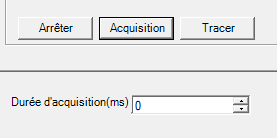 Arrêter Acquisition Tracer
Durée d'acquisition(ms) 0